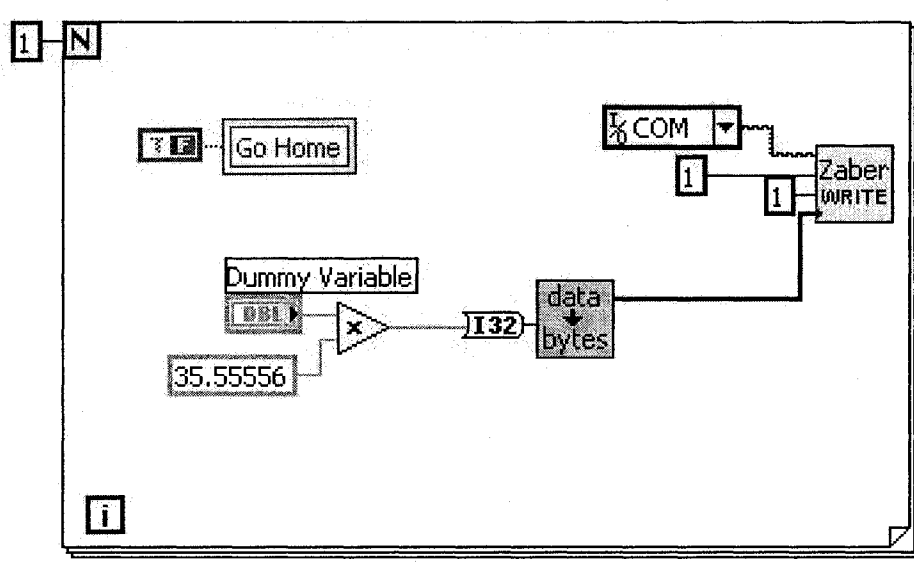 1
N
? F
Go Home
I/O COM
1
1
Zaber
WRITE
Dummy Variable
DBL
×
35.55556
I32
data
bytes
i